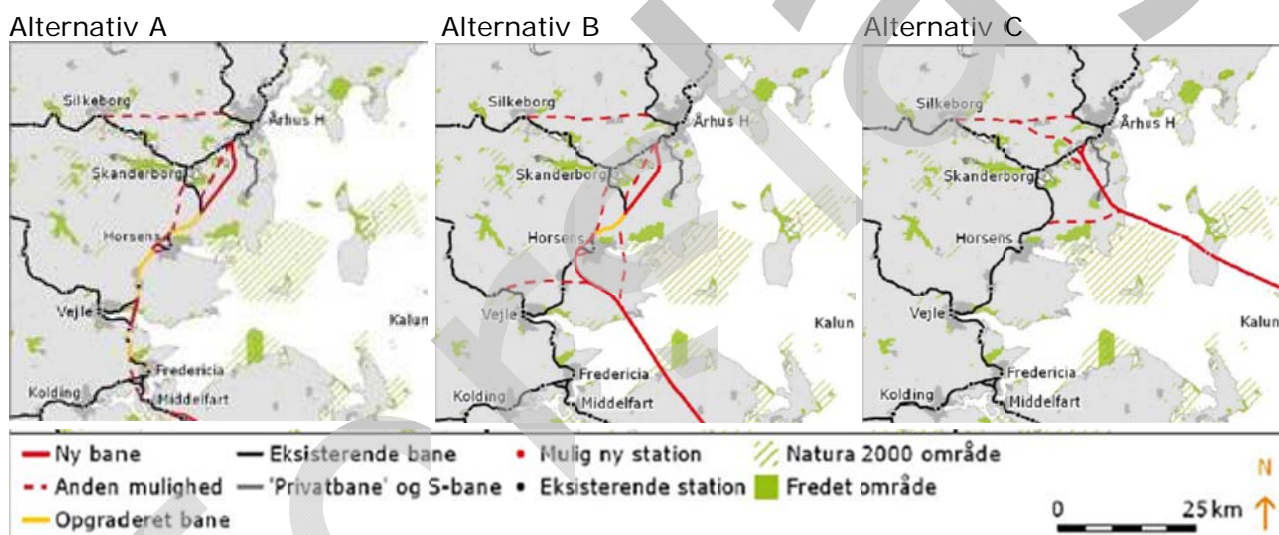 Alternativ A
Alternativ B
Alternativ C
Silkeborg
Århus H
Skanderborg
Horsens
Vejle
Kalun
Fredericia
Kolding
Middelfart
Silkeborg
Århus H
Skanderborg
Horsens
Vejle
Kalun
Fredericia
Kolding
Middelfart
Silkeborg
Århus H
Skanderborg
Horsens
Vejle
Kalun
Fredericia
Kolding
Middelfart
Ny bane
Eksisterende bane
Mulig ny station
Natura 2000 område
Anden mulighed
'Privatbane' og S-bane
Eksisterende station
Fredet område
Opgraderet bane
0
25 km
N